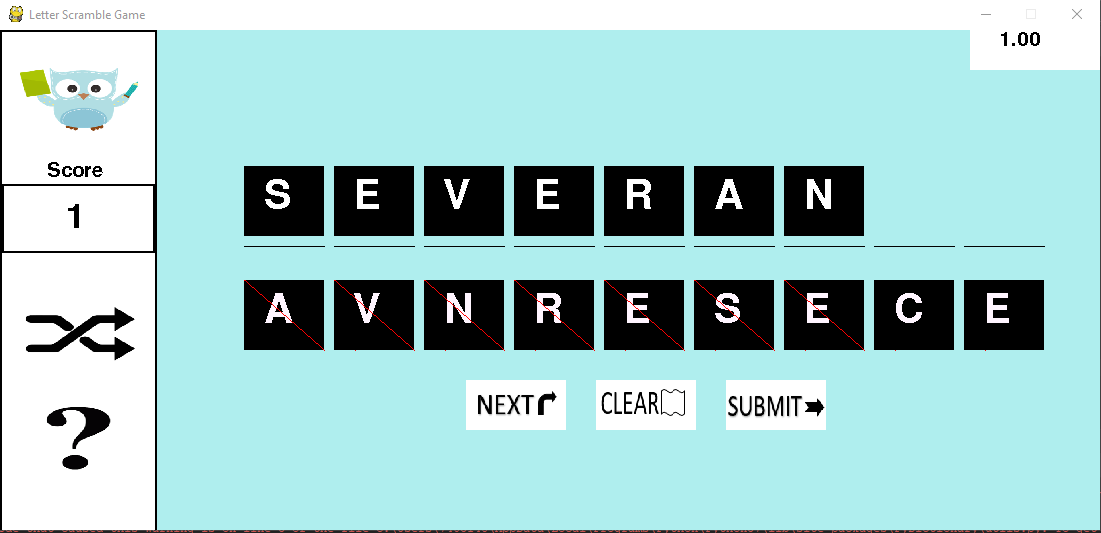 Letter Scramble Game
1.00
Score
1
S E V E R A N
A V N R E S E C E
NEXT CLEAR SUBMIT
?